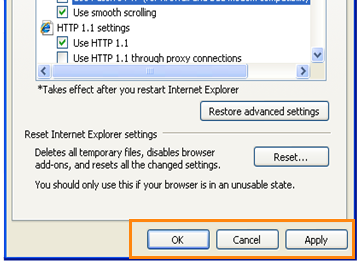 Use smooth scrolling
HTTP 1.1 settings
Use HTTP 1.1
Use HTTP 1.1 through proxy connections
*Takes effect after you restart Internet Explorer
Restore advanced settings
Reset Internet Explorer settings
Deletes all temporary files, disables browser
add-ons, and resets all the changed settings.
Reset...
You should only use this if your browser is in an unusable state.
OK Cancel Apply